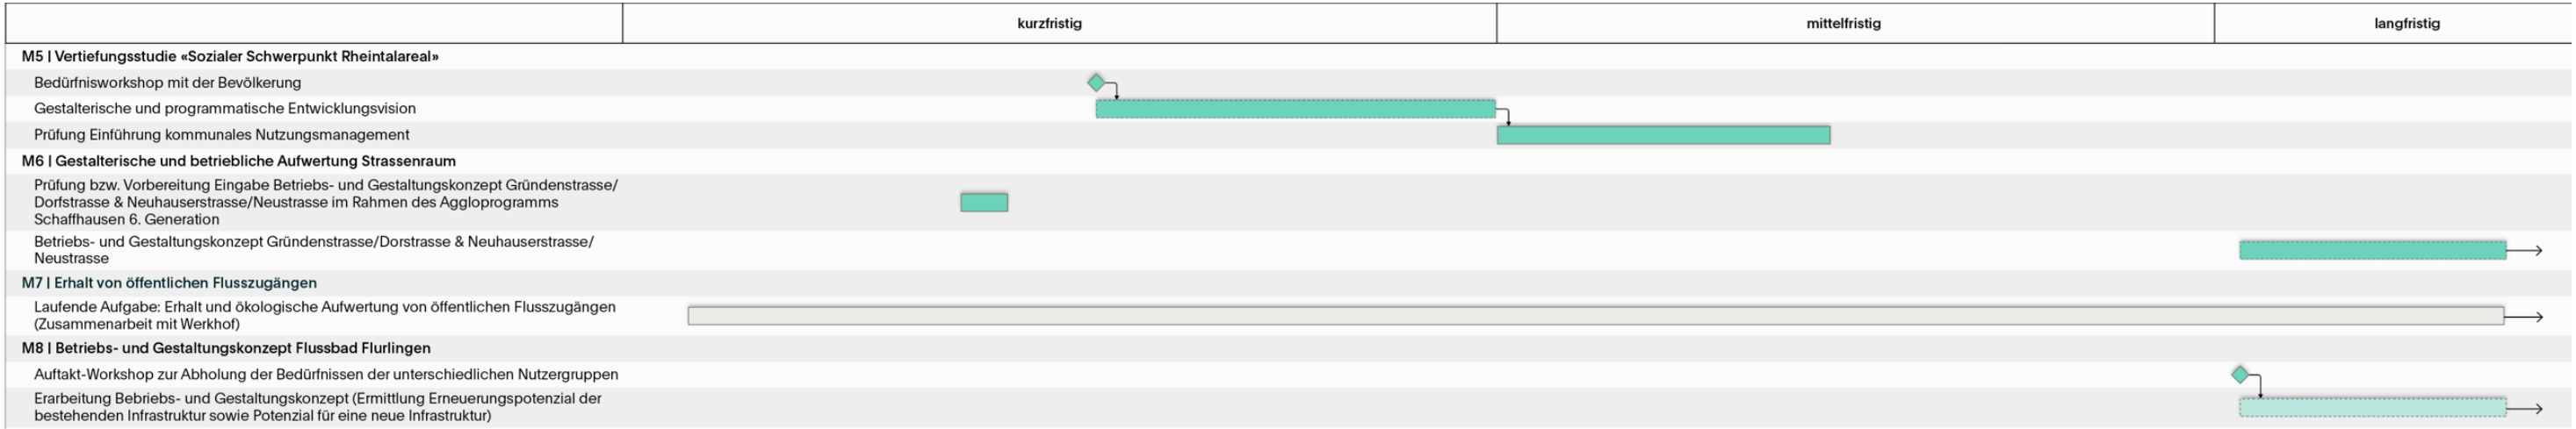 kurzfristig mittelfristig langfristig
M5 | Vertiefungsstudie «Sozialer Schwerpunkt Rheintalareal»
Bedürfnisworkshop mit der Bevölkerung
Gestalterische und programmatische Entwicklungsvision
Prüfung Einführung kommunales Nutzungsmanagement
M6 | Gestalterische und betriebliche Aufwertung Strassenraum
Prüfung bzw. Vorbereitung Eingabe Betriebs- und Gestaltungskonzept Gründenstrasse/
Dorfstrasse & Neuhauserstrasse/Neustrasse im Rahmen des Aggloprogramms
Schaffhausen 6. Generation
Betriebs- und Gestaltungskonzept Gründenstrasse/Dorstrasse & Neuhauserstrasse/
Neustrasse
M7 | Erhalt von öffentlichen Flusszugängen
Laufende Aufgabe: Erhalt und ökologische Aufwertung von öffentlichen Flusszugängen
(Zusammenarbeit mit Werkhof)
M8 | Betriebs- und Gestaltungskonzept Flussbad Flurlingen
Auftakt-Workshop zur Abholung der Bedürfnissen der unterschiedlichen Nutzergruppen
Erarbeitung Bebriebs- und Gestaltungskonzept (Ermittlung Erneuerungspotenzial der
bestehenden Infrastruktur sowie Potenzial für eine neue Infrastruktur)